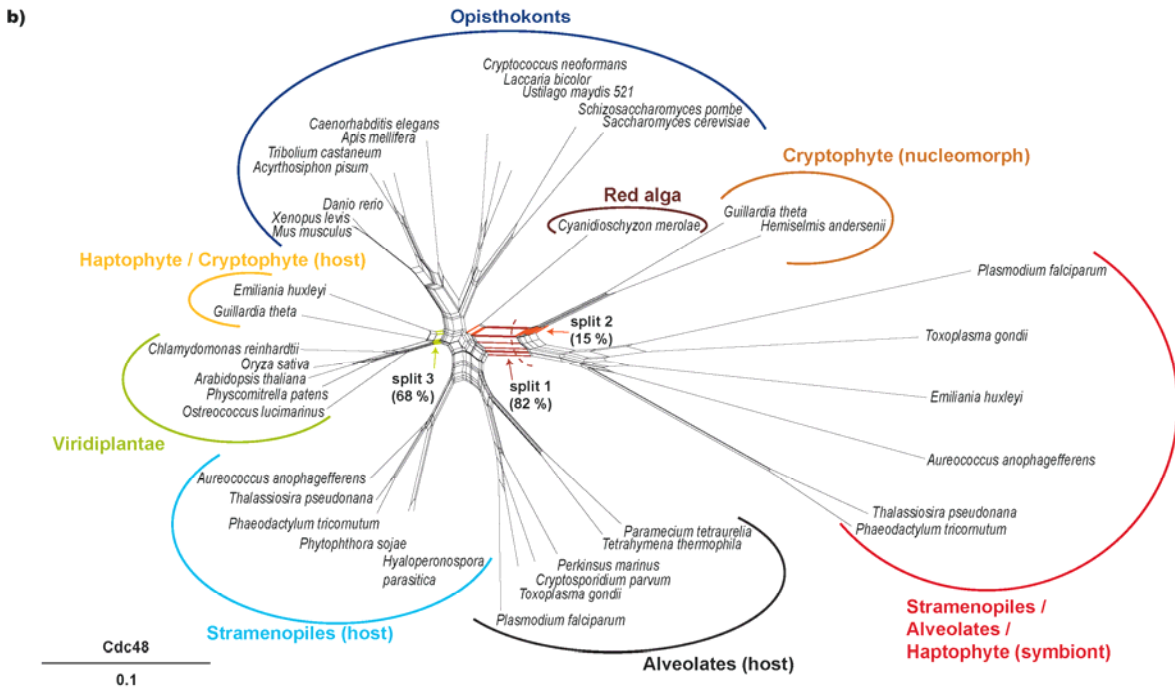 b)
Opisthokonts
Cryptococcus neoformans
Laccaria bicolor
Ustilago maydis 521
Schizosaccharomyces pombe
Saccharomyces cerevisiae
Caenorhabditis elegans
Apis mellifera
Tribolium castaneum
Acyrthosiphon pisum
Danio rerio
Xenopus levis
Mus musculus
Red alga
Cyanidioschyzon merolae
Cryptophyte (nucleomorph)
Guillardia theta
Hemiselmis andersenii
Haptophyte / Cryptophyte (host)
Emiliania huxleyi
Guillardia theta
Chlamydomonas reinhardtii
Oryza sativa
Arabidopsis thaliana
Physcomitrella patens
Ostreococcus lucimarinus
Viridiplantae
split 3
(68 %)
split 2
(15 %)
split 1
(82 %)
Plasmodium falciparum
Toxoplasma gondii
Emiliania huxleyi
Aureococcus anophagefferens
Thalassiosira pseudonana
Phaeodactylum tricornutum
Stramenopiles /
Alveolates /
Haptophyte (symbiont)
Aureococcus anophagefferens
Thalassiosira pseudonana
Phaeodactylum tricornutum
Phytophthora sojae
Hyaloperonospora
parasitica
Stramenopiles (host)
Paramecium tetraurelia
Tetrahymena thermophila
Perkinsus marinus
Cryptosporidium parvum
Toxoplasma gondii
Plasmodium falciparum
Alveolates (host)
Cdc48
0.1